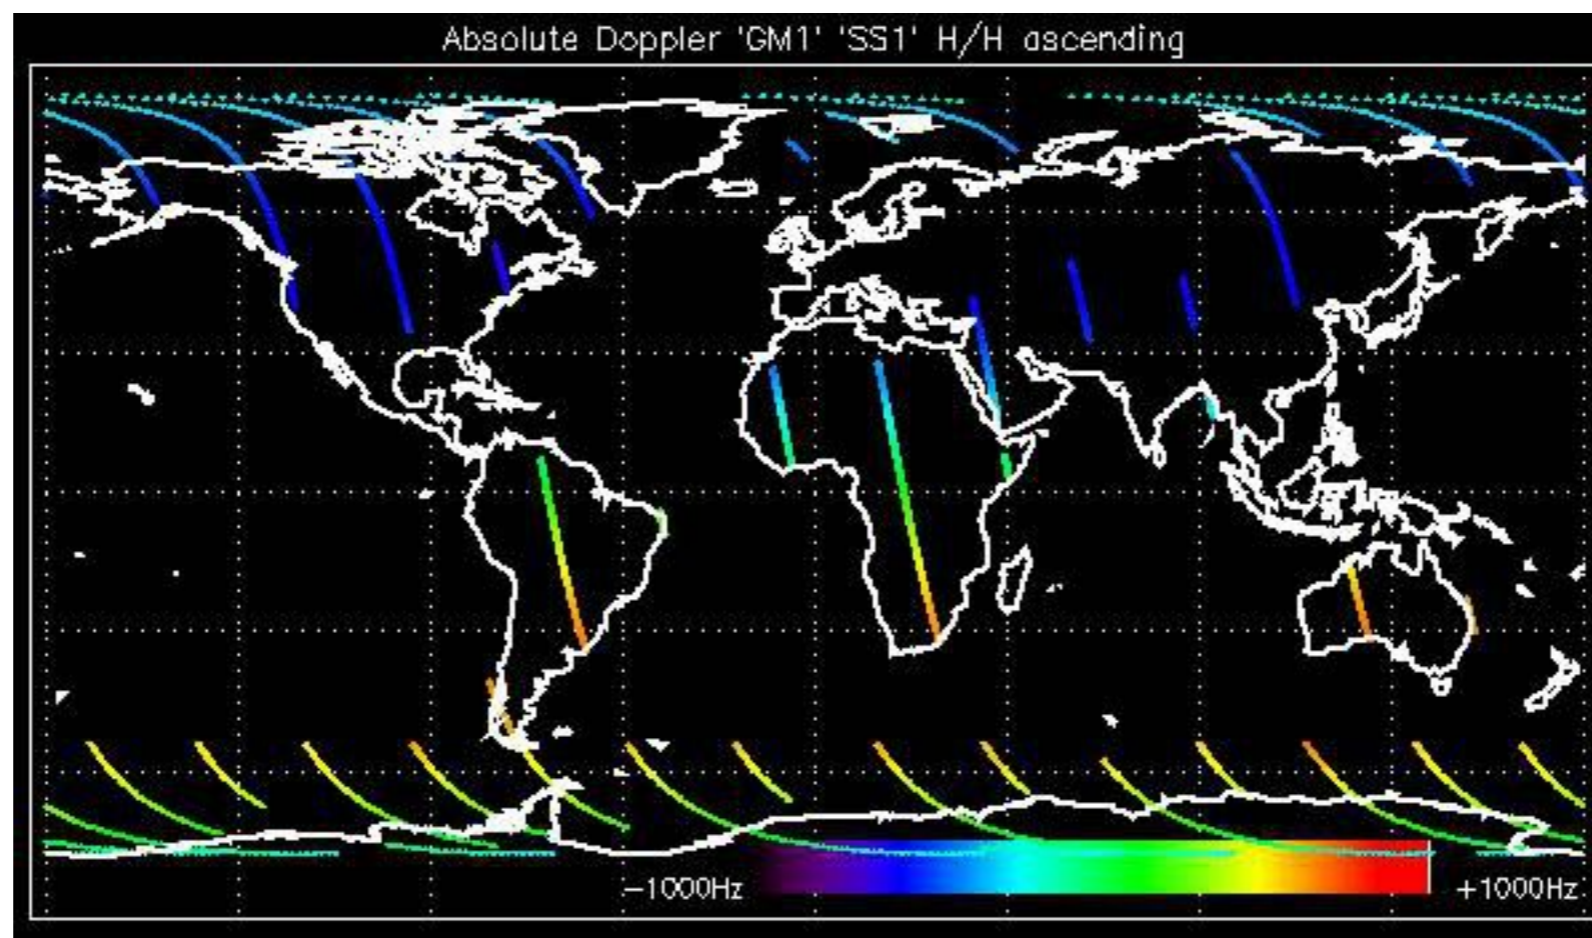 Absolute Doppler 'GM1' 'SS1' H/H ascending
-1000Hz
+1000Hz